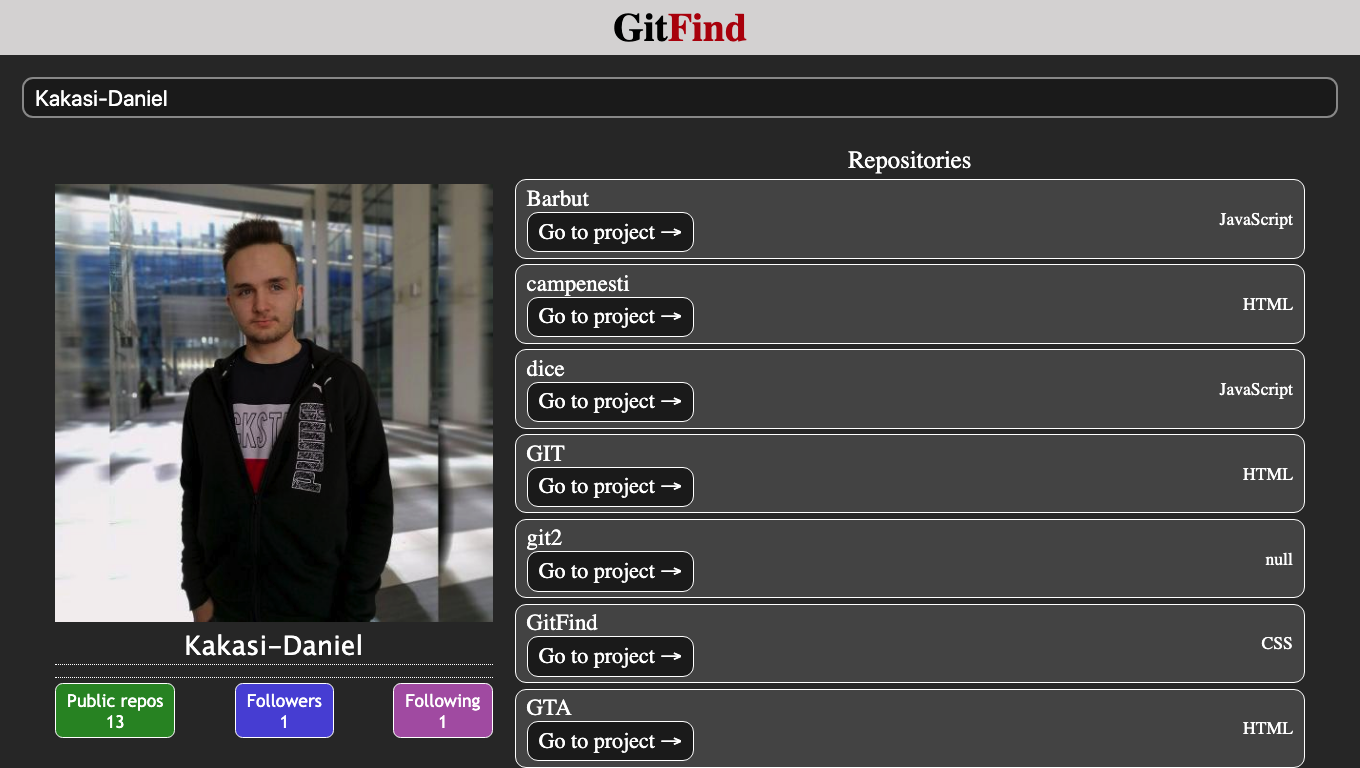 GitFind
Kakasi-Daniel
Repositories
Barbut
Go to project →
JavaScript
campenesti
Go to project →
HTML
dice
Go to project →
JavaScript
GIT
Go to project →
HTML
git2
Go to project →
null
GitFind
Go to project →
CSS
GTA
Go to project →
HTML
Kakasi-Daniel
Public repos
13
Followers
1
Following
1